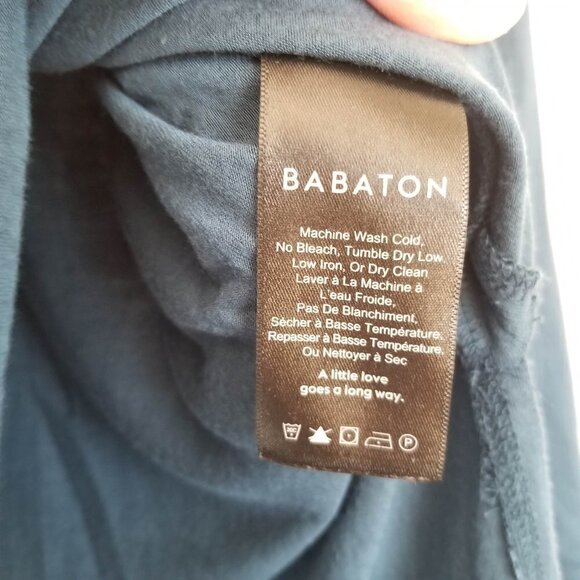 BABATON
Machine Wash Cold,
No Bleach, Tumble Dry Low
Low Iron, Or Dry Clean
Laver à La Machine à
L'eau Froide,
Pas De Blanchiment,
Sécher à Basse Température.
Repasser à Basse Température.
Ou Nettoyer à Sec
A little love
goes a long way.
P